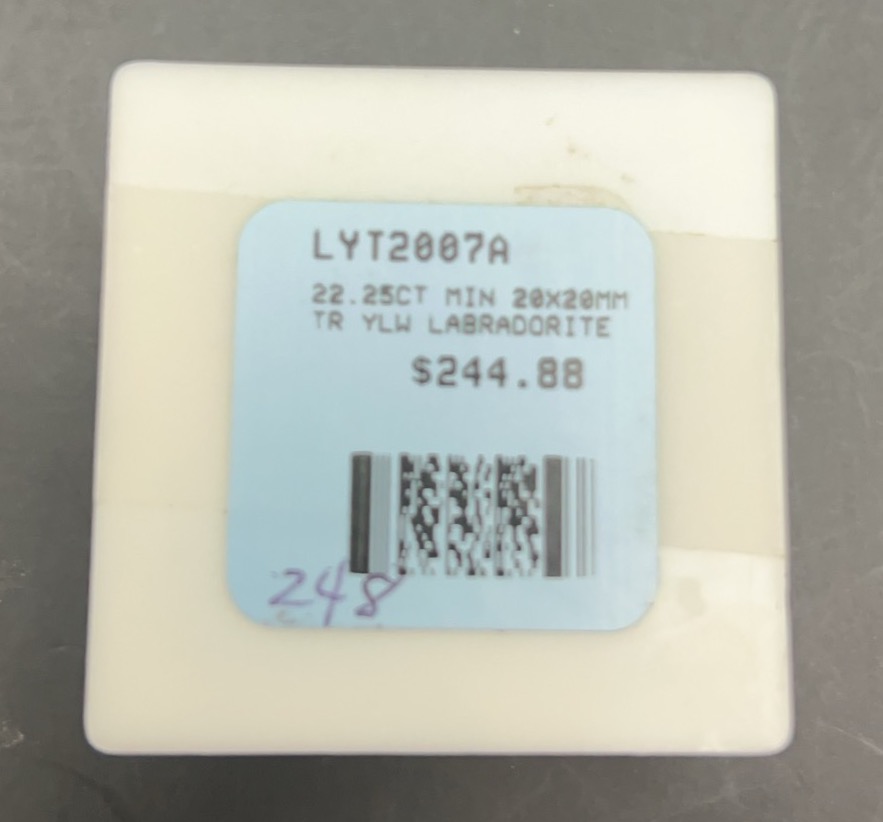 LYT2007A
22.25CT MIN 20X20MM
TR YLW LABRADORITE
$244.88
248